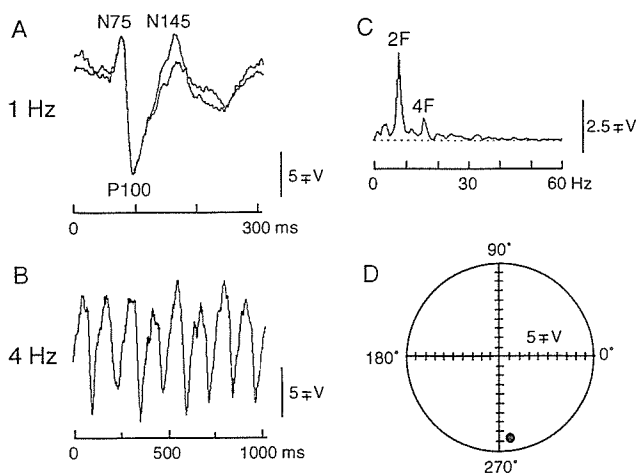 A
N75 N145
1 Hz
P100
5∓V
0 300 ms
B
4 Hz
5∓V
0 500 1000 ms
C
2F
4F
2.5∓V
0 30 60 Hz
D
90°
5∓V
180° 0°
270°